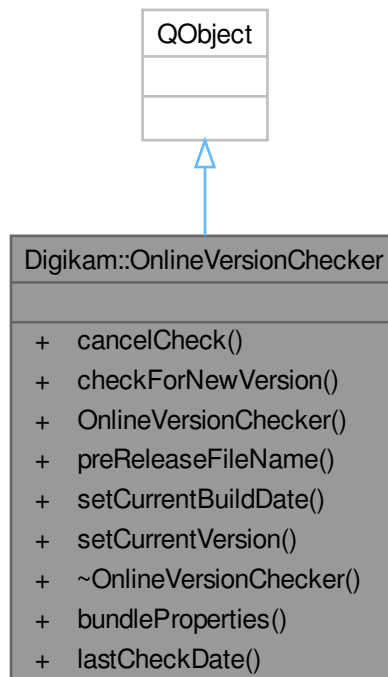 QObject
Digikam::OnlineVersionChecker
+ cancelCheck()
+ checkForNewVersion()
+ OnlineVersionChecker()
+ preReleaseFileName()
+ setCurrentBuildDate()
+ setCurrentVersion()
+ ~OnlineVersionChecker()
+ bundleProperties()
+ lastCheckDate()